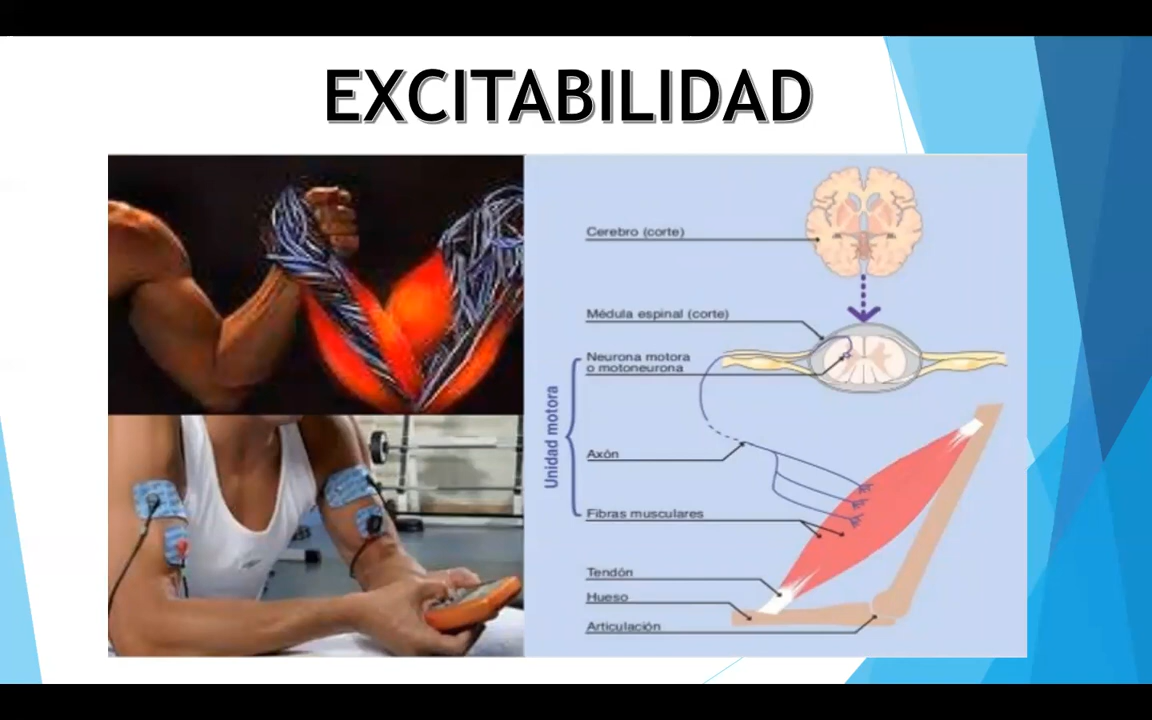 EXCITABILIDAD
Cerebro (corte)
Médula espinal (corte)
Neurona motora
o motoneurona
Unidad motora
Axón
Fibras musculares
Tendón
Hueso
Articulación